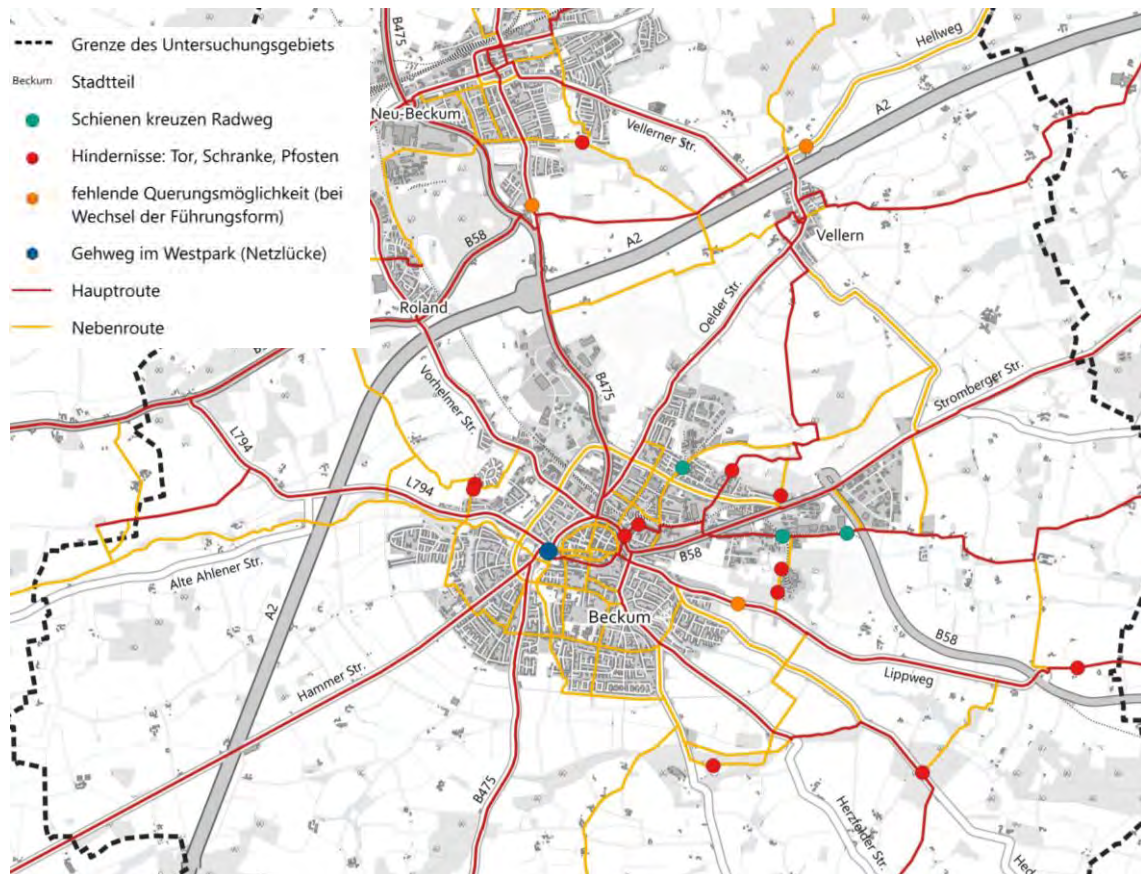 Grenze des Untersuchungsgebiets
Beckum Stadtteil
Schienen kreuzen Radweg
Hindernisse: Tor, Schranke, Pfosten
fehlende Querungsmöglichkeit (bei
Wechsel der Führungsform)
Gehweg im Westpark (Netzlücke)
Hauptroute
Nebenroute
B475
Hellweg
A2
Neu-Beckum
Vellerner Str.
B58
A2
Vellern
Roland
Oelder Str.
Vorhelmer Str.
B475
Stromberger Str.
L794
L794
B58
Alte Ahlener Str.
A2
Beckum
B58
Hammer Str.
Lippweg
B475
Herzfelder Str.